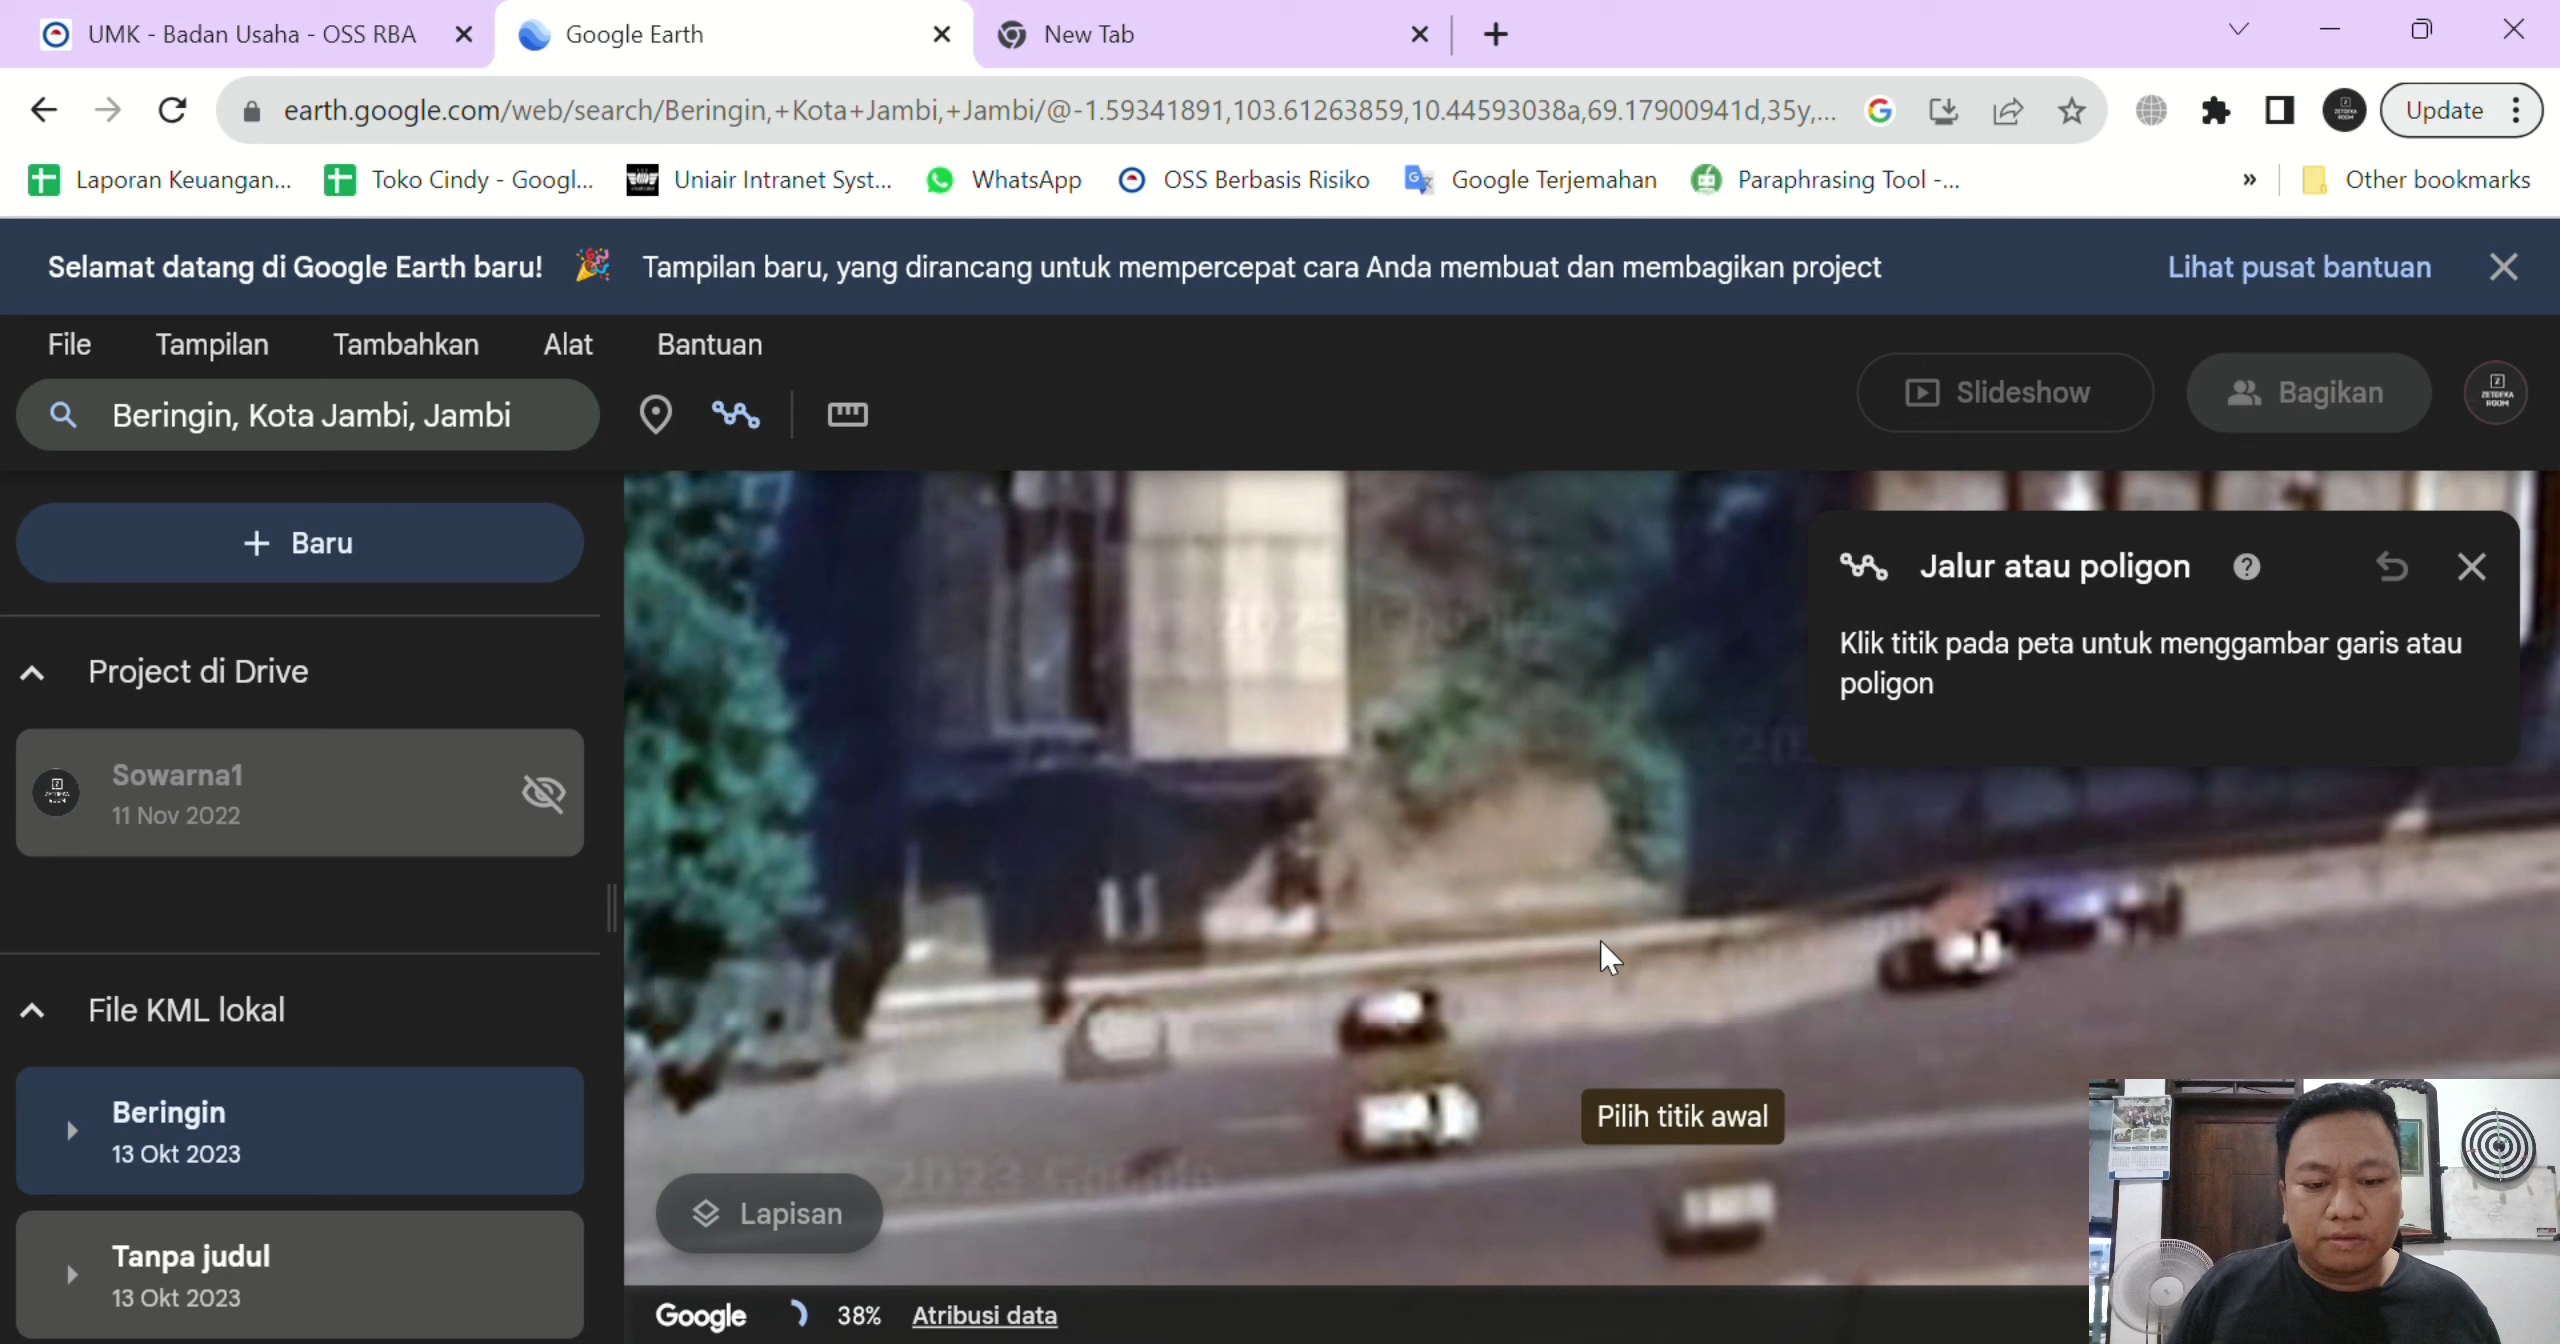 UMK - Badan Usaha - OSS RBA
Google Earth
New Tab
earth.google.com/web/search/Beringin,+Kota+Jambi,+Jambi/@-1.59341891,103.61263859,10.44593038a,69.17900941d,35y,...
Update
Laporan Keuangan...
Toko Cindy - Googl...
Uniair Intranet Syst...
WhatsApp
OSS Berbasis Risiko
Google Terjemahan
Paraphrasing Tool -...
»
Other bookmarks
Selamat datang di Google Earth baru! 🎉 Tampilan baru, yang dirancang untuk mempercepat cara Anda membuat dan membagikan project
Lihat pusat bantuan
File
Tampilan
Tambahkan
Alat
Bantuan
Beringin, Kota Jambi, Jambi
Slideshow
Bagikan
+ Baru
Project di Drive
Sowarna1
11 Nov 2022
File KML lokal
Beringin
13 Okt 2023
Tanpa judul
13 Okt 2023
Jalur atau poligon
Klik titik pada peta untuk menggambar garis atau
poligon
Pilih titik awal
2023 Google
Lapisan
Google
38%
Atribusi data